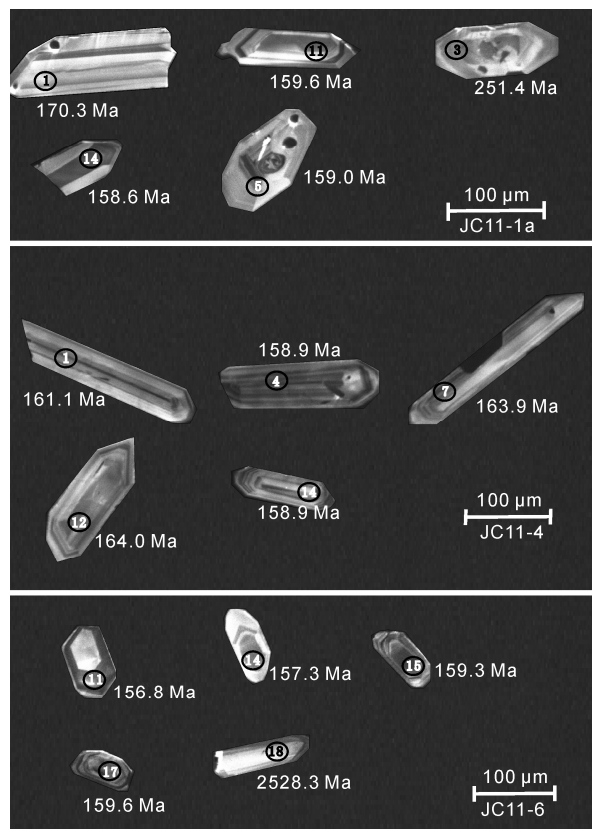 1
11
3
170.3 Ma
159.6 Ma
251.4 Ma
14
5
158.6 Ma
159.0 Ma
100 μm
JC11-1a
1
158.9 Ma
4
7
161.1 Ma
163.9 Ma
12
14
164.0 Ma
158.9 Ma
100 μm
JC11-4
11
14
15
156.8 Ma
157.3 Ma
159.3 Ma
17
18
159.6 Ma
2528.3 Ma
100 μm
JC11-6